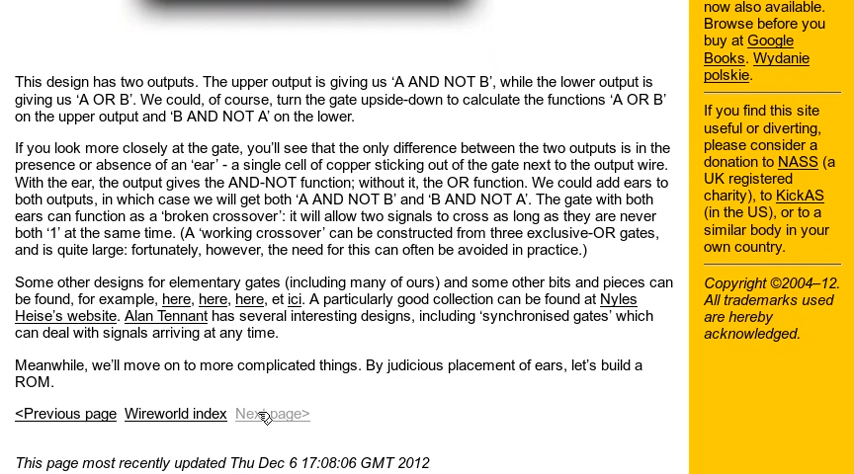 This design has two outputs. The upper output is giving us ‘A AND NOT B’, while the lower output is
giving us ‘A OR B’. We could, of course, turn the gate upside-down to calculate the functions ‘A OR B’
on the upper output and ‘B AND NOT A’ on the lower.
If you look more closely at the gate, you’ll see that the only difference between the two outputs is in the
presence or absence of an ‘ear’ - a single cell of copper sticking out of the gate next to the output wire.
With the ear, the output gives the AND-NOT function; without it, the OR function. We could add ears to
both outputs, in which case we will get both ‘A AND NOT B’ and ‘B AND NOT A’. The gate with both
ears can function as a ‘broken crossover’: it will allow two signals to cross as long as they are never
both ‘1’ at the same time. (A ‘working crossover’ can be constructed from three exclusive-OR gates,
and is quite large: fortunately, however, the need for this can often be avoided in practice.)
Some other designs for elementary gates (including many of ours) and some other bits and pieces can
be found, for example, here, here, here, et ici. A particularly good collection can be found at Nyles
Heise’s website. Alan Tennant has several interesting designs, including ‘synchronised gates’ which
can deal with signals arriving at any time.
Meanwhile, we’ll move on to more complicated things. By judicious placement of ears, let’s build a
ROM.
<Previous page Wireworld index Next page>
This page most recently updated Thu Dec 6 17:08:06 GMT 2012
now also available.
Browse before you
buy at Google
Books. Wydanie
polskie.
If you find this site
useful or diverting,
please consider a
donation to NASS (a
UK registered
charity), to KickAS
(in the US), or to a
similar body in your
own country.
Copyright ©2004–12.
All trademarks used
are hereby
acknowledged.